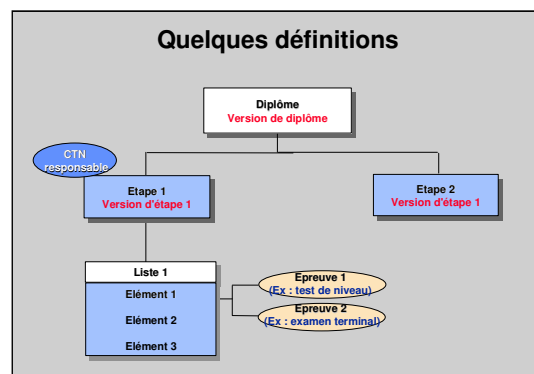 Quelques définitions
Diplôme
Version de diplôme
CTN
responsable
Etape 1
Version d'étape 1
Etape 2
Version d'étape 1
Liste 1
Elément 1
Elément 2
Elément 3
Epreuve 1
(Ex : test de niveau)
Epreuve 2
(Ex : examen terminal)